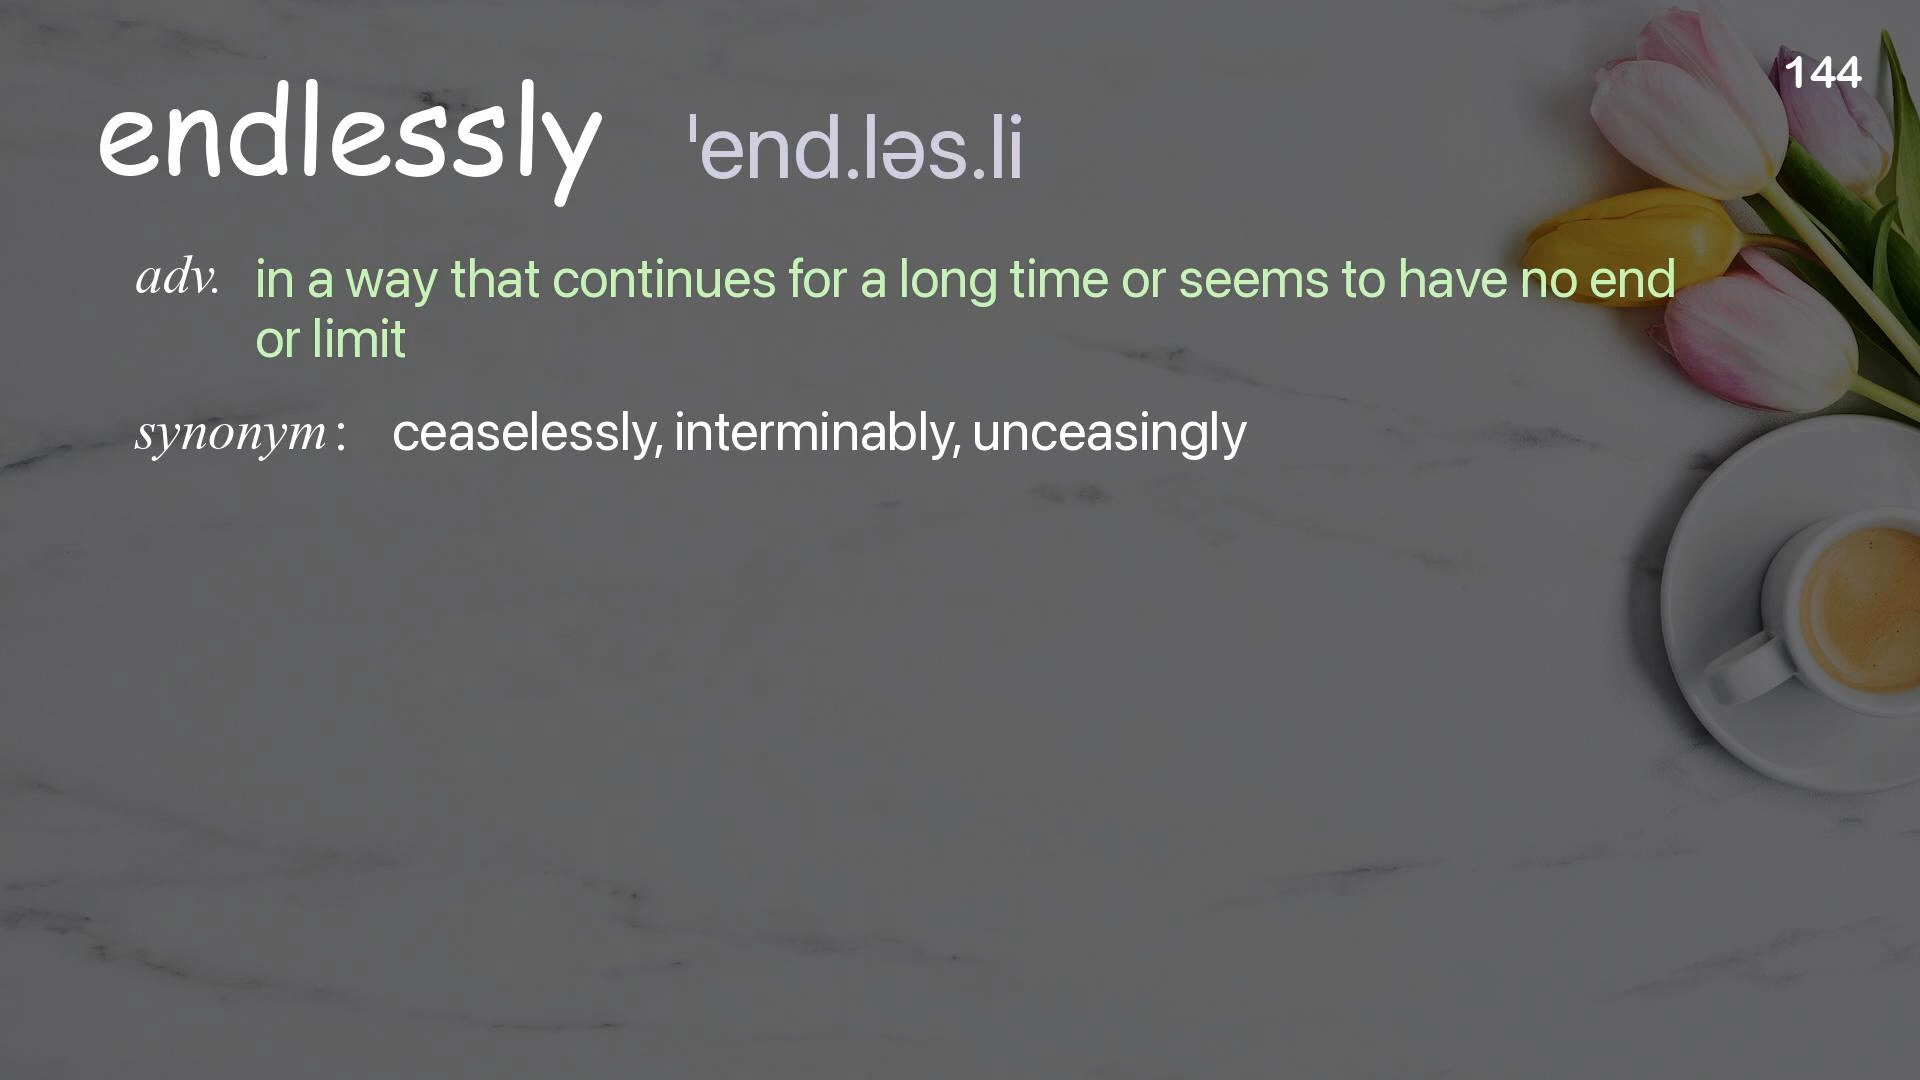 144
endlessly ˈend.ləs.li
adv. in a way that continues for a long time or seems to have no end
or limit
synonym : ceaselessly, interminably, unceasingly